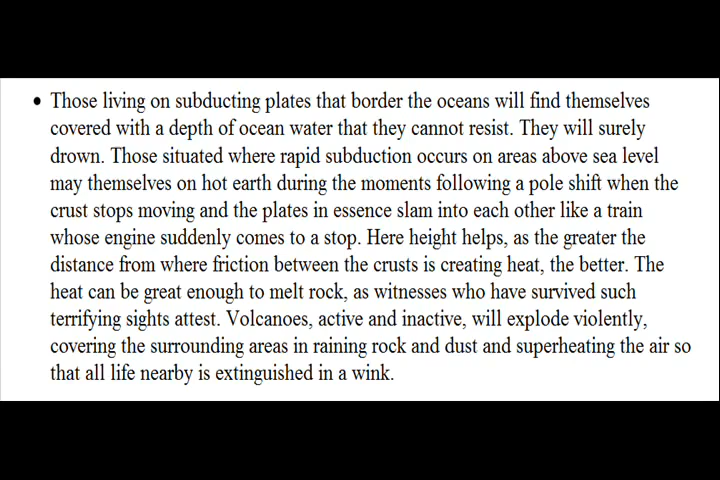 • Those living on subducting plates that border the oceans will find themselves
covered with a depth of ocean water that they cannot resist. They will surely
drown. Those situated where rapid subduction occurs on areas above sea level
may themselves on hot earth during the moments following a pole shift when the
crust stops moving and the plates in essence slam into each other like a train
whose engine suddenly comes to a stop. Here height helps, as the greater the
distance from where friction between the crusts is creating heat, the better. The
heat can be great enough to melt rock, as witnesses who have survived such
terrifying sights attest. Volcanoes, active and inactive, will explode violently,
covering the surrounding areas in raining rock and dust and superheating the air so
that all life nearby is extinguished in a wink.